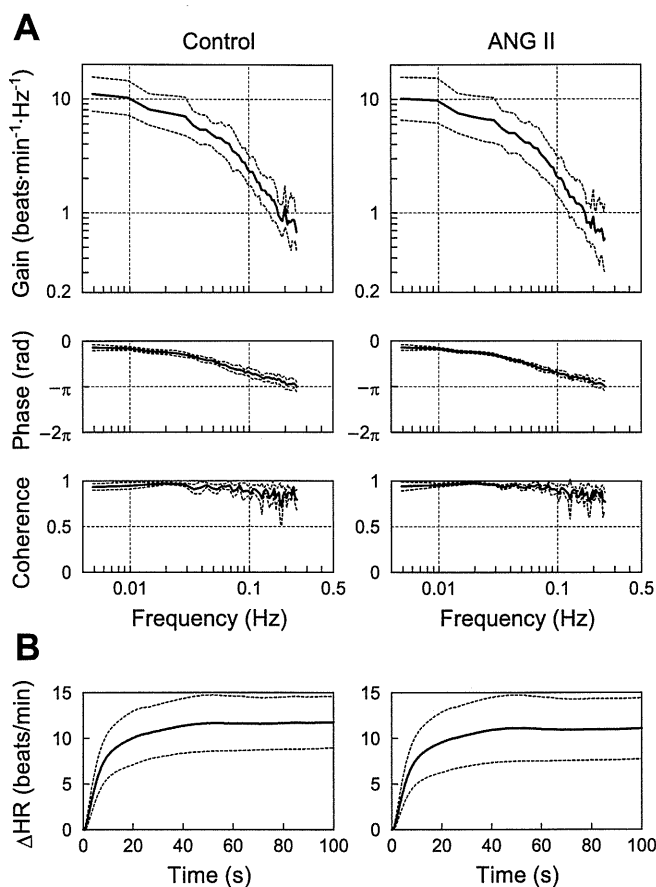 A
Control
ANG II
Gain (beats·min⁻¹·Hz⁻¹)
10
1
0.2
10
1
0.2
Phase (rad)
0
−π
−2π
0
−π
−2π
Coherence
1
0.5
0
1
0.5
0
0.01
0.1
0.5
0.01
0.1
0.5
Frequency (Hz)
Frequency (Hz)
B
ΔHR (beats/min)
15
10
5
0
15
10
5
0
0
20
40
60
80
100
0
20
40
60
80
100
Time (s)
Time (s)